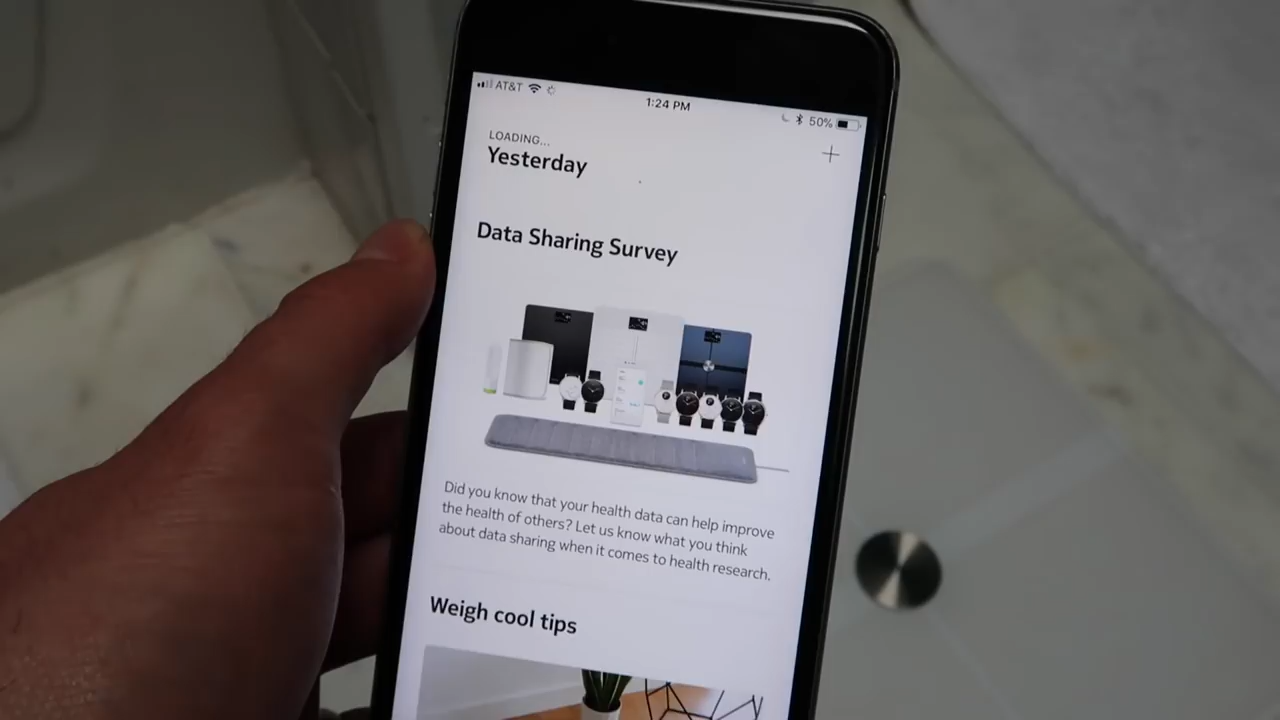 AT&T
1:24 PM
50%
LOADING...
Yesterday
Data Sharing Survey
Did you know that your health data can help improve
the health of others? Let us know what you think
about data sharing when it comes to health research.
Weigh cool tips